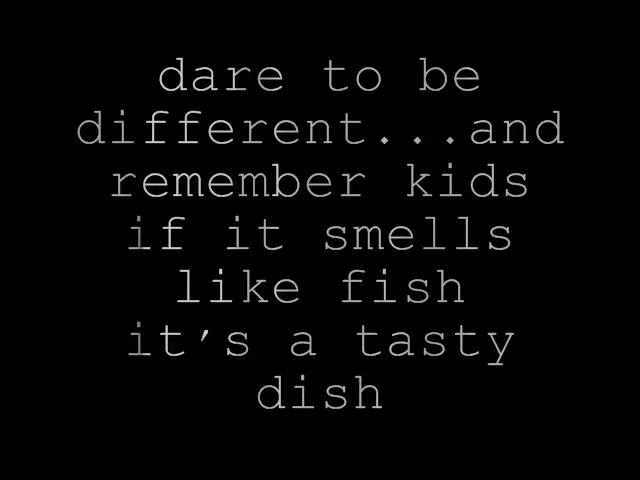 dare to be
different...and
remember kids
if it smells
like fish
it's a tasty
dish